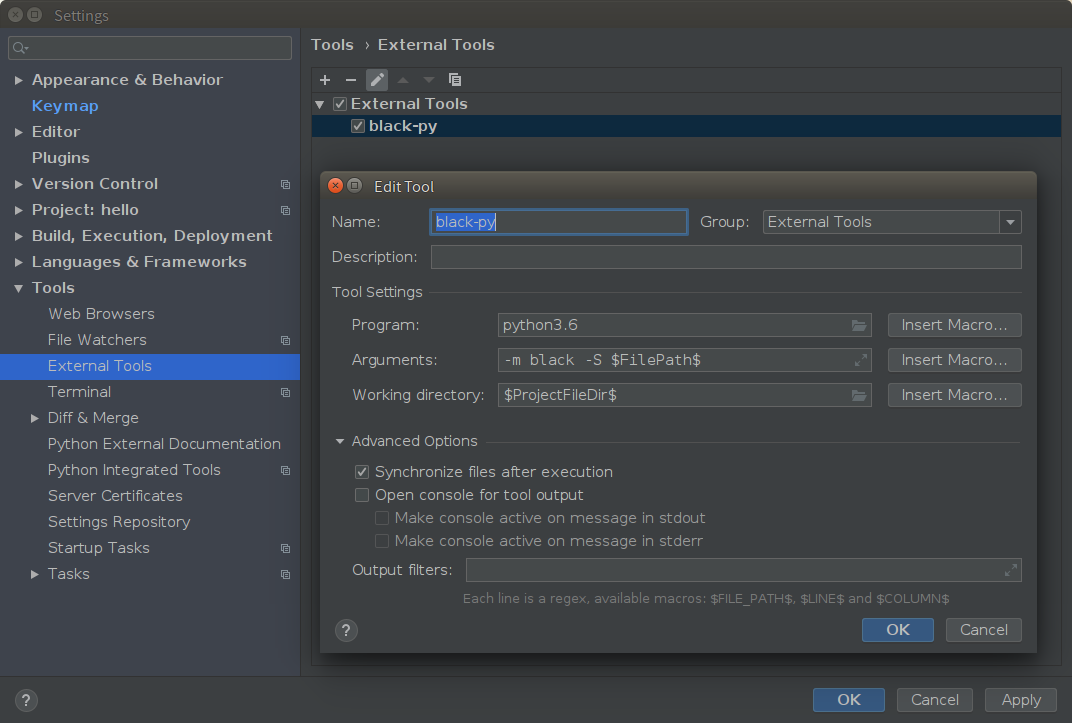 Settings
Appearance & Behavior
Keymap
Editor
Plugins
Version Control
Project: hello
Build, Execution, Deployment
Languages & Frameworks
Tools
Web Browsers
File Watchers
External Tools
Terminal
Diff & Merge
Python External Documentation
Python Integrated Tools
Server Certificates
Settings Repository
Startup Tasks
Tasks
Tools › External Tools
External Tools
black-py
Edit Tool
Name: black-py Group: External Tools
Description:
Tool Settings
Program: python3.6 Insert Macro...
Arguments: -m black -S $FilePath$ Insert Macro...
Working directory: $ProjectFileDir$ Insert Macro...
Advanced Options
Synchronize files after execution
Open console for tool output
Make console active on message in stdout
Make console active on message in stderr
Output filters:
Each line is a regex, available macros: $FILE_PATH$, $LINE$ and $COLUMN$
? OK Cancel
? OK Cancel Apply